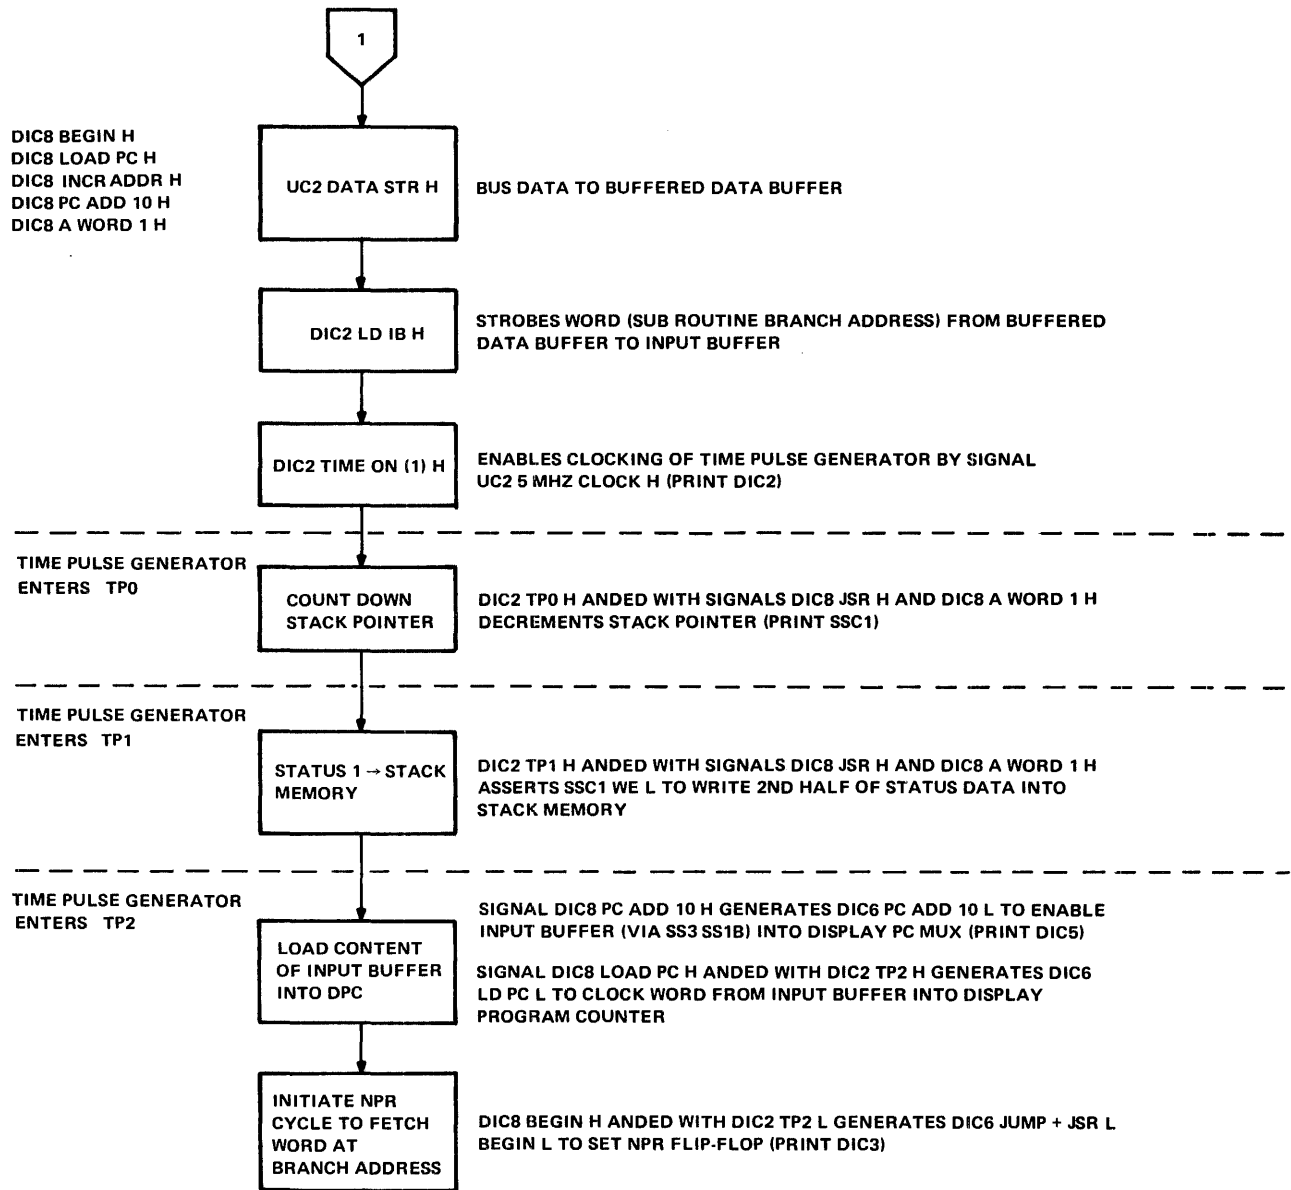 1
DIC8 BEGIN H
DIC8 LOAD PC H
DIC8 INCR ADDR H
DIC8 PC ADD 10 H
DIC8 A WORD 1 H
UC2 DATA STR H
BUS DATA TO BUFFERED DATA BUFFER
DIC2 LD IB H
STROBES WORD (SUB ROUTINE BRANCH ADDRESS) FROM BUFFERED
DATA BUFFER TO INPUT BUFFER
DIC2 TIME ON (1) H
ENABLES CLOCKING OF TIME PULSE GENERATOR BY SIGNAL
UC2 5 MHZ CLOCK H (PRINT DIC2)
TIME PULSE GENERATOR
ENTERS TP0
COUNT DOWN
STACK POINTER
DIC2 TP0 H ANDED WITH SIGNALS DIC8 JSR H AND DIC8 A WORD 1 H
DECREMENTS STACK POINTER (PRINT SSC1)
TIME PULSE GENERATOR
ENTERS TP1
STATUS 1 → STACK
MEMORY
DIC2 TP1 H ANDED WITH SIGNALS DIC8 JSR H AND DIC8 A WORD 1 H
ASSERTS SSC1 WE L TO WRITE 2ND HALF OF STATUS DATA INTO
STACK MEMORY
TIME PULSE GENERATOR
ENTERS TP2
LOAD CONTENT
OF INPUT BUFFER
INTO DPC
SIGNAL DIC8 PC ADD 10 H GENERATES DIC6 PC ADD 10 L TO ENABLE
INPUT BUFFER (VIA SS3 SS1B) INTO DISPLAY PC MUX (PRINT DIC5)
SIGNAL DIC8 LOAD PC H ANDED WITH DIC2 TP2 H GENERATES DIC6
LD PC L TO CLOCK WORD FROM INPUT BUFFER INTO DISPLAY
PROGRAM COUNTER
INITIATE NPR
CYCLE TO FETCH
WORD AT
BRANCH ADDRESS
DIC8 BEGIN H ANDED WITH DIC2 TP2 L GENERATES DIC6 JUMP + JSR L
BEGIN L TO SET NPR FLIP-FLOP (PRINT DIC3)